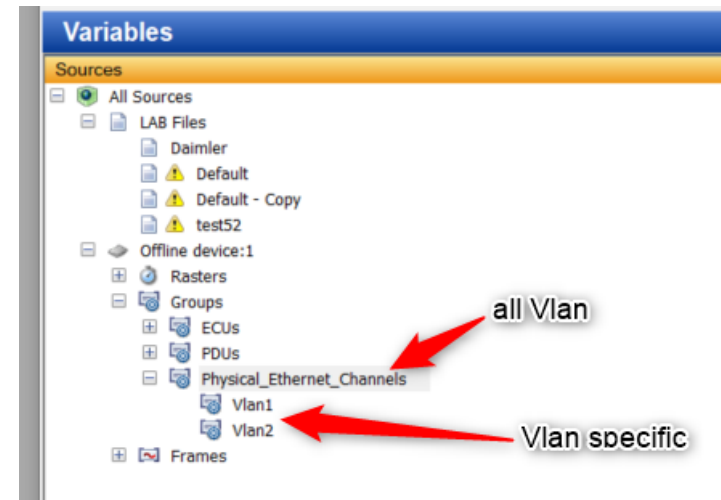 Variables
Sources
All Sources
LAB Files
Daimler
Default
Default - Copy
test52
Offline device:1
Rasters
Groups
all Vlan
ECUs
PDUs
Physical_Ethernet_Channels
Vlan1
Vlan2
Vlan specific
Frames